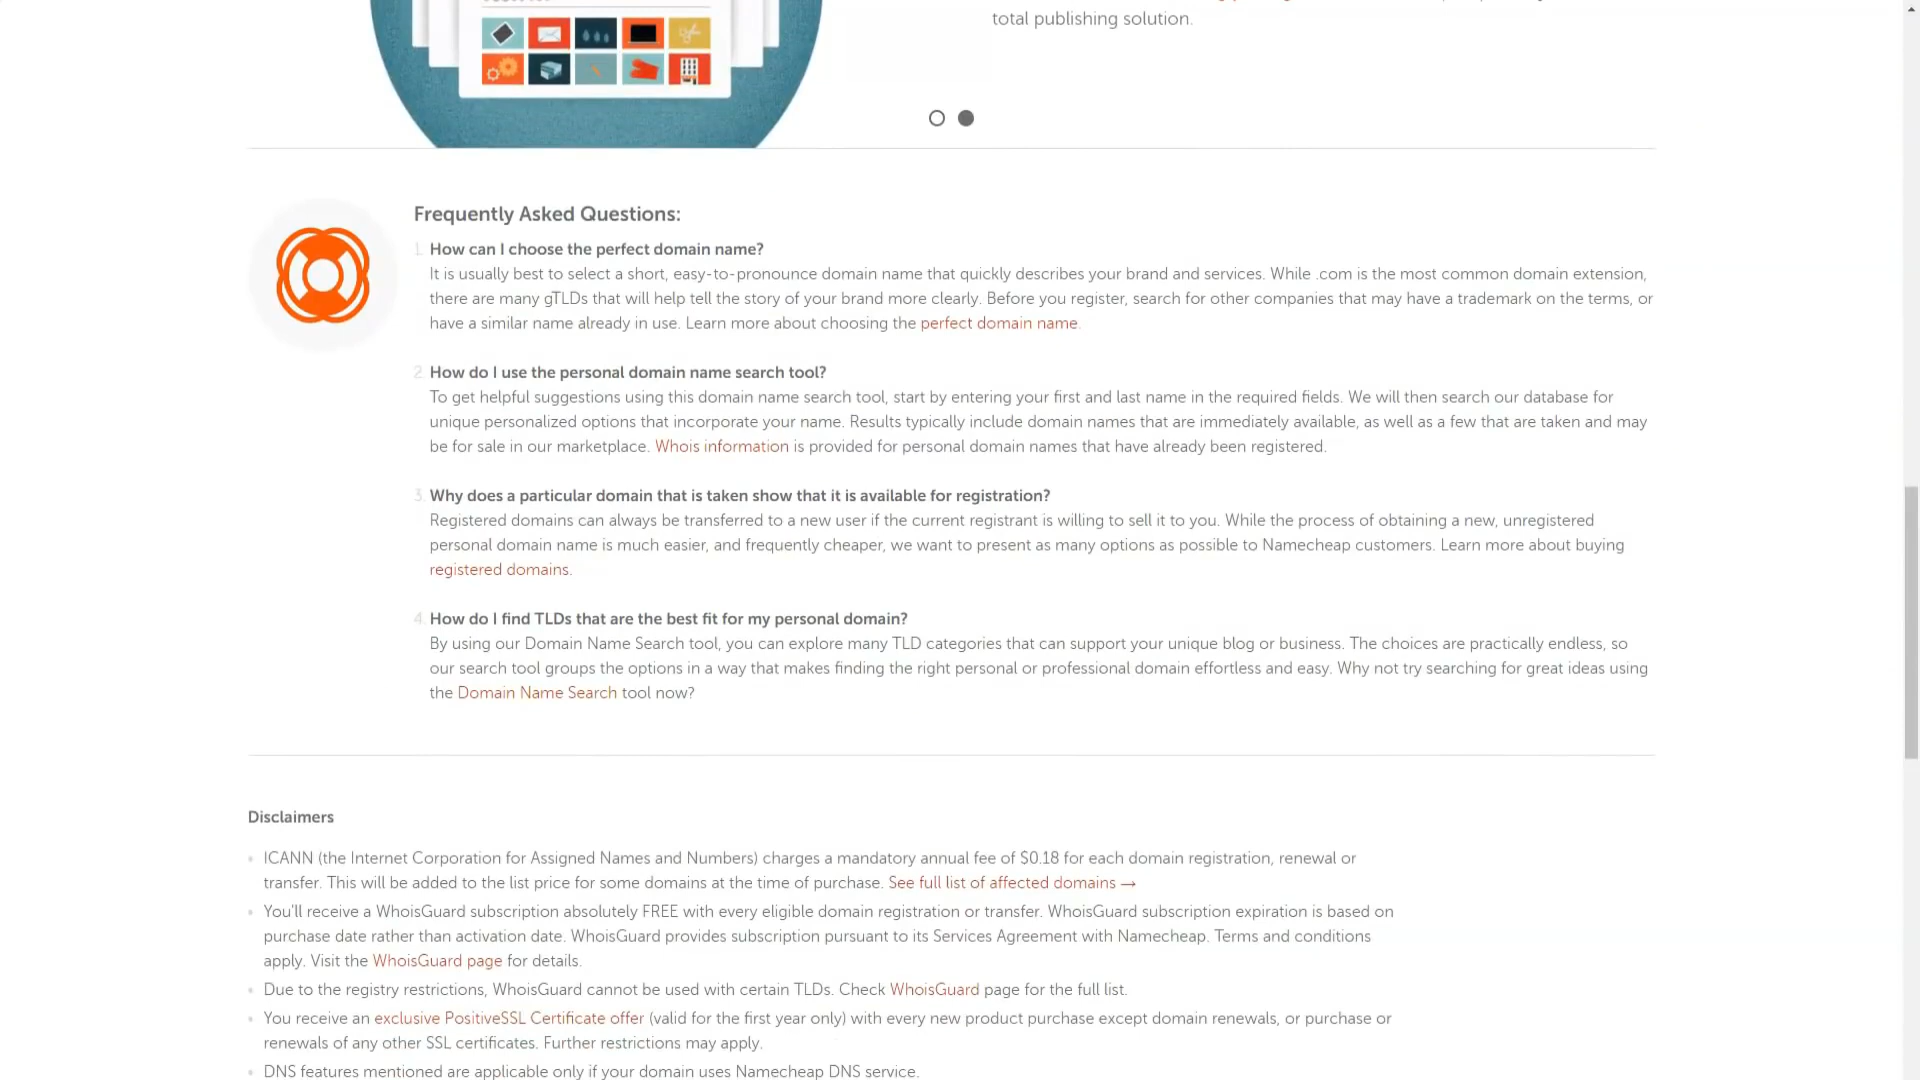 total publishing solution.
Frequently Asked Questions:
1. How can I choose the perfect domain name?
It is usually best to select a short, easy-to-pronounce domain name that quickly describes your brand and services. While .com is the most common domain extension,
there are many gTLDs that will help tell the story of your brand more clearly. Before you register, search for other companies that may have a trademark on the terms, or
have a similar name already in use. Learn more about choosing the perfect domain name.
2. How do I use the personal domain name search tool?
To get helpful suggestions using this domain name search tool, start by entering your first and last name in the required fields. We will then search our database for
unique personalized options that incorporate your name. Results typically include domain names that are immediately available, as well as a few that are taken and may
be for sale in our marketplace. Whois information is provided for personal domain names that have already been registered.
3. Why does a particular domain that is taken show that it is available for registration?
Registered domains can always be transferred to a new user if the current registrant is willing to sell it to you. While the process of obtaining a new, unregistered
personal domain name is much easier, and frequently cheaper, we want to present as many options as possible to Namecheap customers. Learn more about buying
registered domains.
4. How do I find TLDs that are the best fit for my personal domain?
By using our Domain Name Search tool, you can explore many TLD categories that can support your unique blog or business. The choices are practically endless, so
our search tool groups the options in a way that makes finding the right personal or professional domain effortless and easy. Why not try searching for great ideas using
the Domain Name Search tool now?
Disclaimers
• ICANN (the Internet Corporation for Assigned Names and Numbers) charges a mandatory annual fee of $0.18 for each domain registration, renewal or
transfer. This will be added to the list price for some domains at the time of purchase. See full list of affected domains →
• You'll receive a WhoisGuard subscription absolutely FREE with every eligible domain registration or transfer. WhoisGuard subscription expiration is based on
purchase date rather than activation date. WhoisGuard provides subscription pursuant to its Services Agreement with Namecheap. Terms and conditions
apply. Visit the WhoisGuard page for details.
• Due to the registry restrictions, WhoisGuard cannot be used with certain TLDs. Check WhoisGuard page for the full list.
• You receive an exclusive PositiveSSL Certificate offer (valid for the first year only) with every new product purchase except domain renewals, or purchase or
renewals of any other SSL certificates. Further restrictions may apply.
• DNS features mentioned are applicable only if your domain uses Namecheap DNS service.